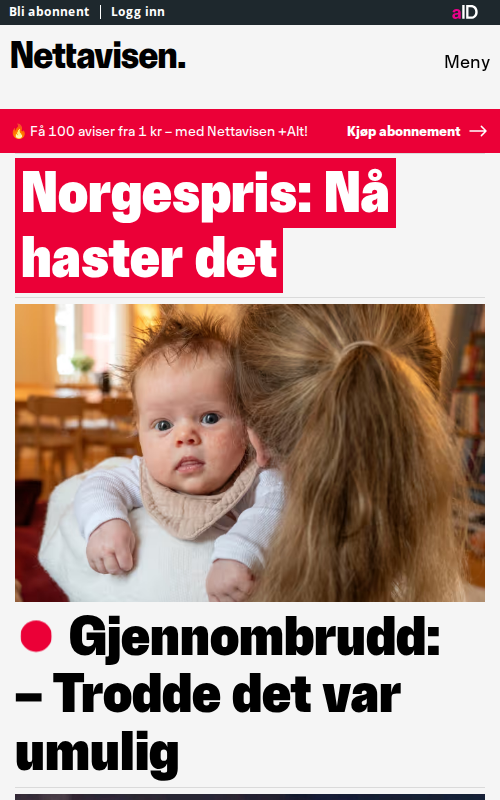 Bli abonnent | Logg inn
aID
Nettavisen.
Meny
🔥 Få 100 aviser fra 1 kr – med Nettavisen +Alt!
Kjøp abonnement →
Norgespris: Nå
haster det
Gjennombrudd:
– Trodde det var
umulig